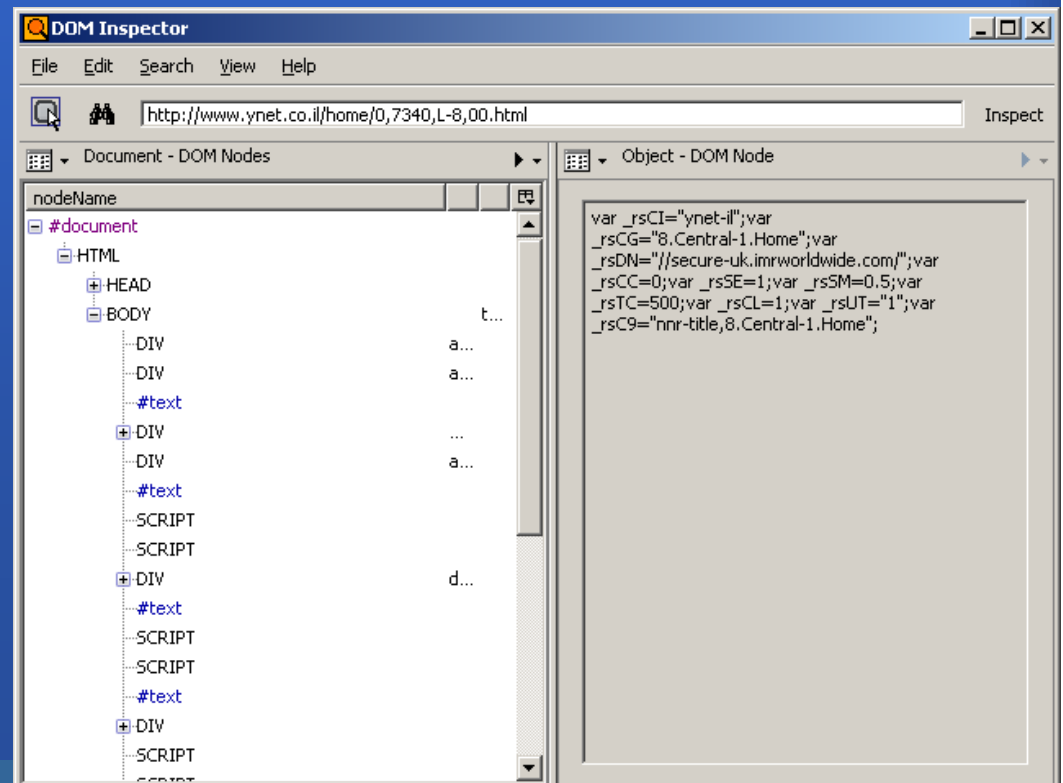 DOM Inspector
File Edit Search View Help
http://www.ynet.co.il/home/0,7340,L-8,00.html Inspect
Document - DOM Nodes
nodeName
#document
HTML
HEAD
BODY t...
DIV a...
DIV a...
#text
DIV ...
DIV a...
#text
SCRIPT
SCRIPT
DIV d...
#text
SCRIPT
SCRIPT
#text
DIV
SCRIPT
SCRIPT
Object - DOM Node
var _rsCI="ynet-il";var
_rsCG="8.Central-1.Home";var
_rsDN="//secure-uk.imrworldwide.com/";var
_rsCC=0;var _rsSE=1;var _rsSM=0.5;var
_rsTC=500;var _rsCL=1;var _rsUT="1";var
_rsC9="nnr-title,8.Central-1.Home";